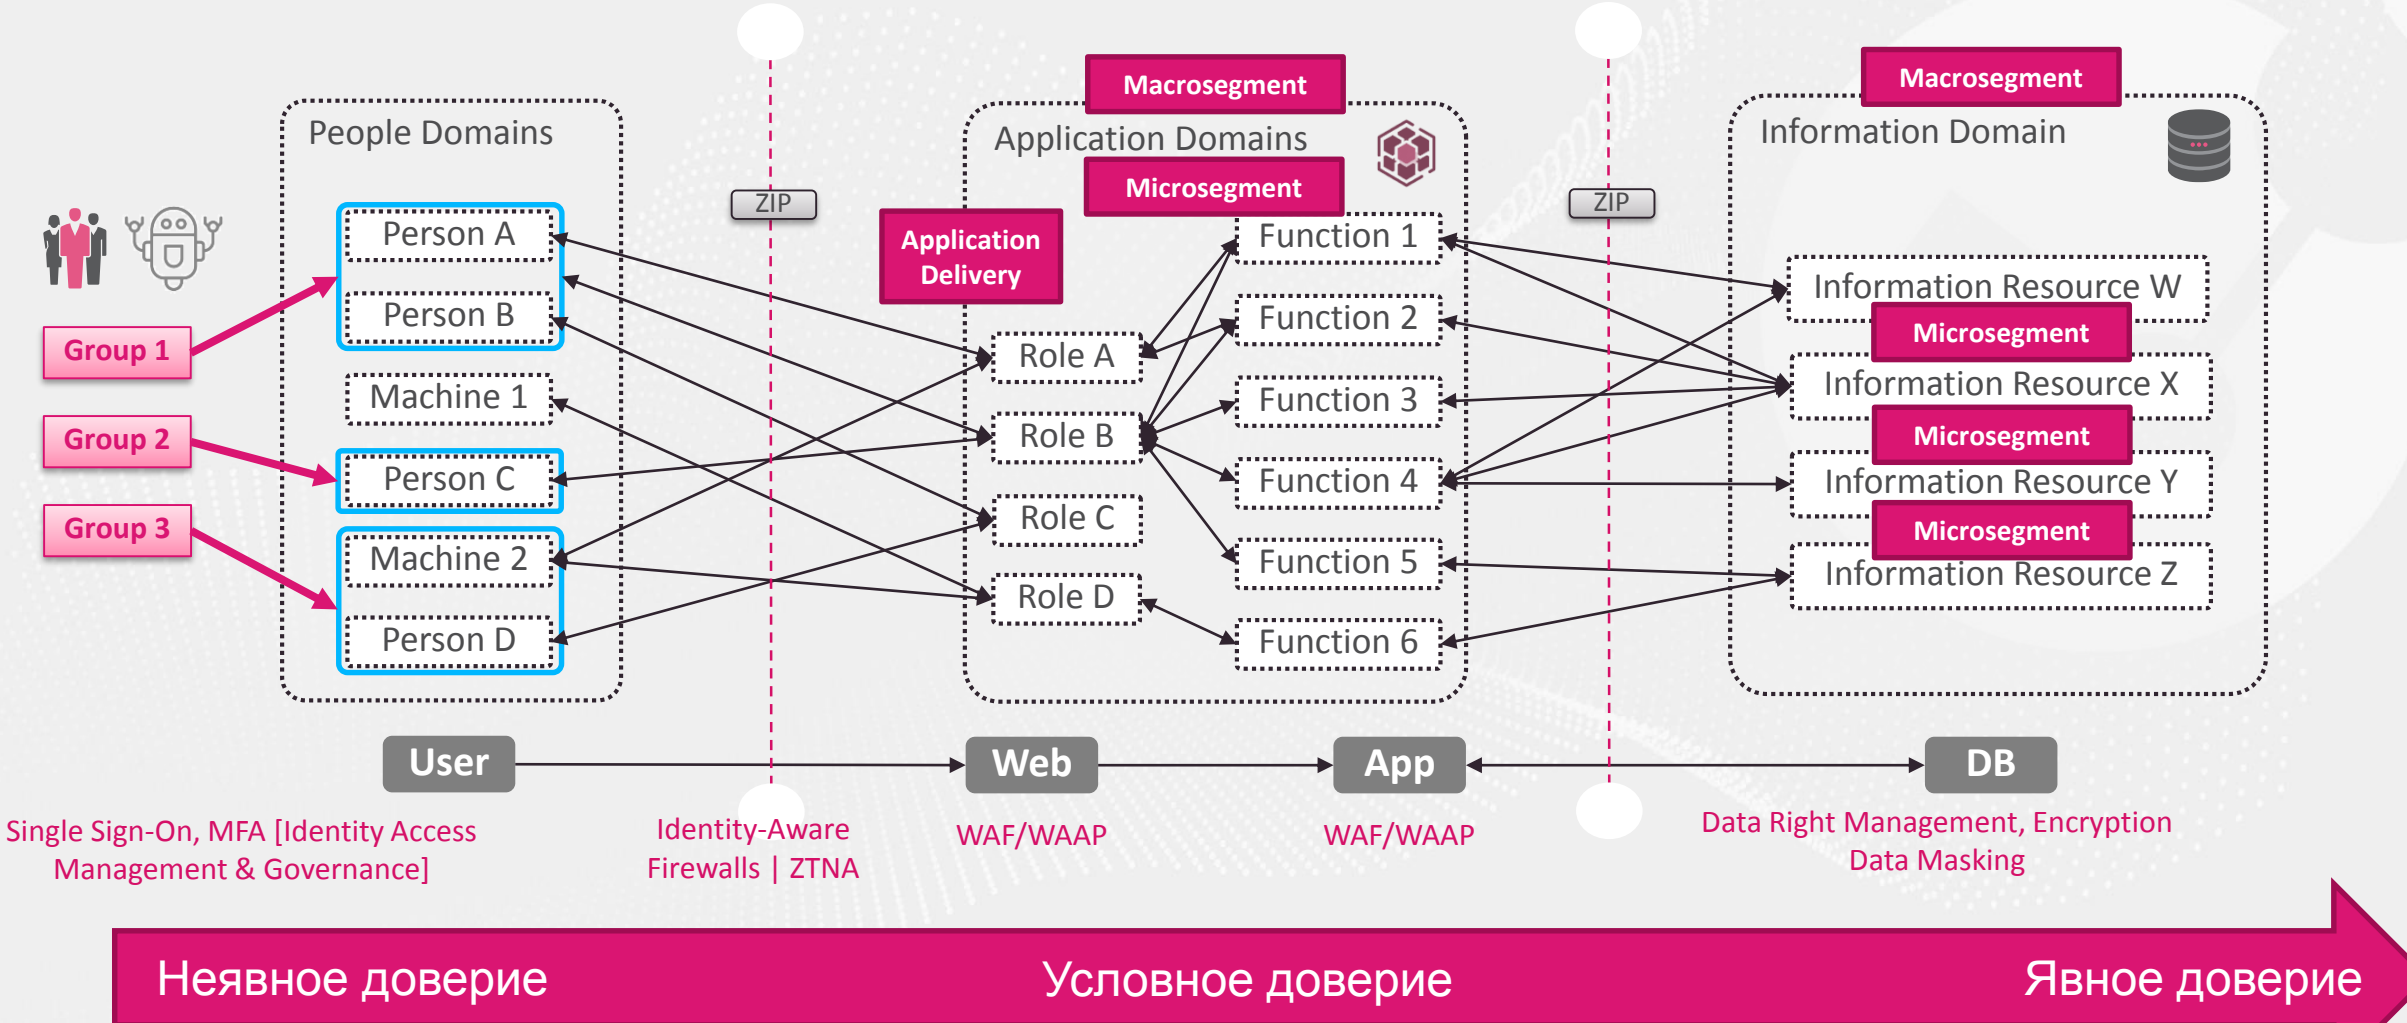 Macrosegment
Macrosegment
People Domains
Application Domains
Information Domain
Microsegment
ZIP
ZIP
Application
Delivery
Person A
Person B
Machine 1
Person C
Machine 2
Person D
Group 1
Group 2
Group 3
Role A
Role B
Role C
Role D
Function 1
Function 2
Function 3
Function 4
Function 5
Function 6
Information Resource W
Microsegment
Information Resource X
Microsegment
Information Resource Y
Microsegment
Information Resource Z
User
Web
App
DB
Single Sign-On, MFA [Identity Access
Management & Governance]
Identity-Aware
Firewalls | ZTNA
WAF/WAAP
WAF/WAAP
Data Right Management, Encryption
Data Masking
Неявное доверие
Условное доверие
Явное доверие